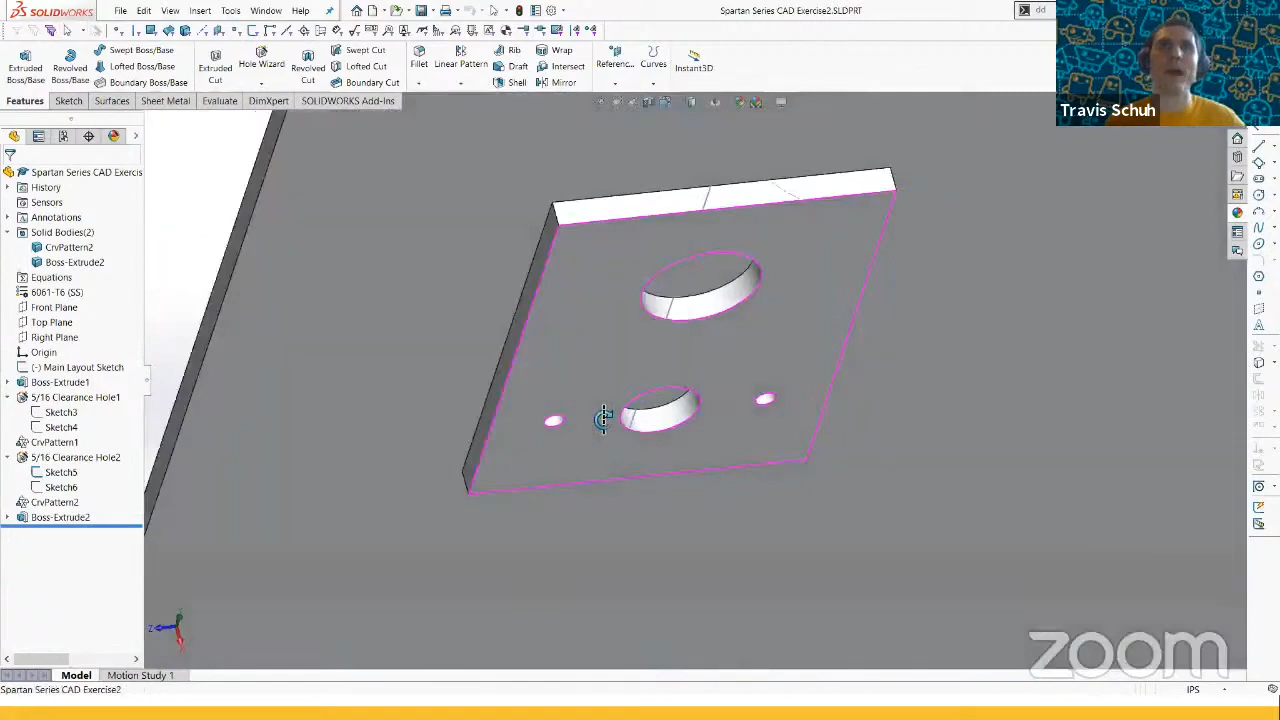 SOLIDWORKS
File
Edit
View
Insert
Tools
Window
Help
Spartan Series CAD Exercise2.SLDPRT
dd
Extruded Boss/Base
Revolved Boss/Base
Swept Boss/Base
Lofted Boss/Base
Boundary Boss/Base
Extruded Cut
Hole Wizard
Revolved Cut
Swept Cut
Lofted Cut
Boundary Cut
Fillet
Linear Pattern
Rib
Draft
Shell
Wrap
Intersect
Mirror
Referenc...
Curves
Instant3D
Travis Schuh
Features
Sketch
Surfaces
Sheet Metal
Evaluate
DimXpert
SOLIDWORKS Add-Ins
Spartan Series CAD Exercis
History
Sensors
Annotations
Solid Bodies(2)
CrvPattern2
Boss-Extrude2
Equations
6061-T6 (SS)
Front Plane
Top Plane
Right Plane
Origin
(-) Main Layout Sketch
Boss-Extrude1
5/16 Clearance Hole1
Sketch3
Sketch4
CrvPattern1
5/16 Clearance Hole2
Sketch5
Sketch6
CrvPattern2
Boss-Extrude2
Z
zoom
Model
Motion Study 1
Spartan Series CAD Exercise2
IPS